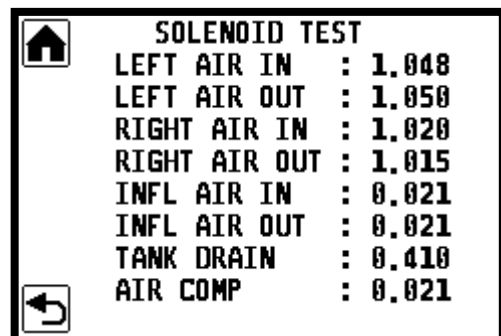 SOLENOID TEST
LEFT AIR IN : 1.048
LEFT AIR OUT : 1.050
RIGHT AIR IN : 1.020
RIGHT AIR OUT : 1.015
INFL AIR IN : 0.021
INFL AIR OUT : 0.021
TANK DRAIN : 0.410
AIR COMP : 0.021